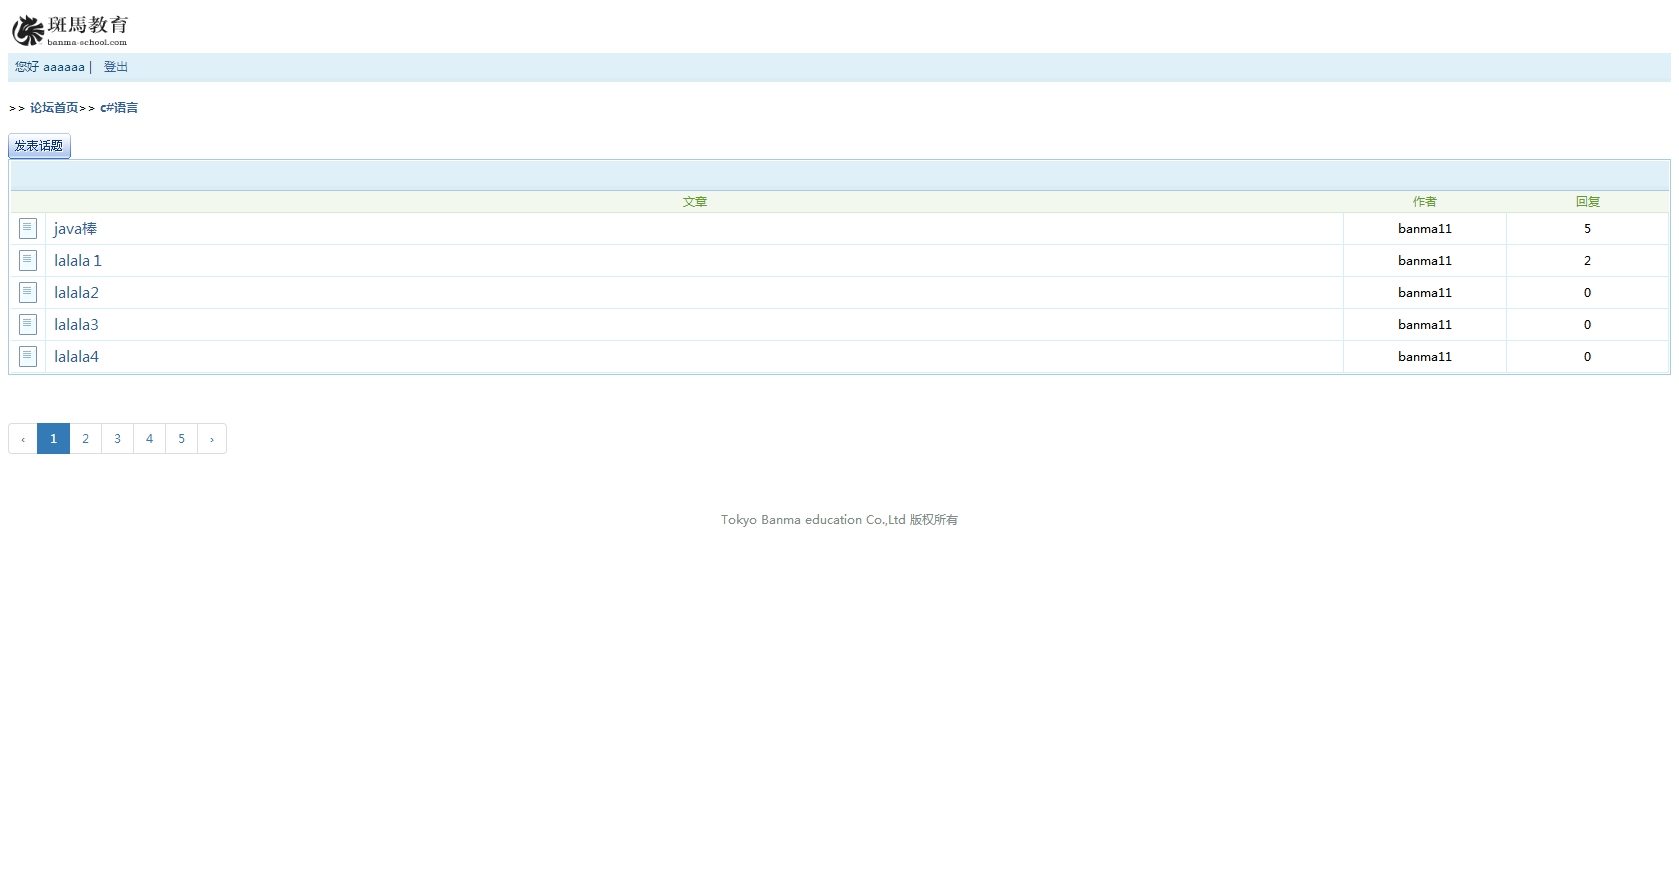 斑馬教育
banma-school.com
您好 aaaaaa | 登出
>> 论坛首页>> c#语言
发表话题
文章 作者 回复
java棒 banma11 5
lalala 1 banma11 2
lalala2 banma11 0
lalala3 banma11 0
lalala4 banma11 0
‹ 1 2 3 4 5 ›
Tokyo Banma education Co.,Ltd 版权所有